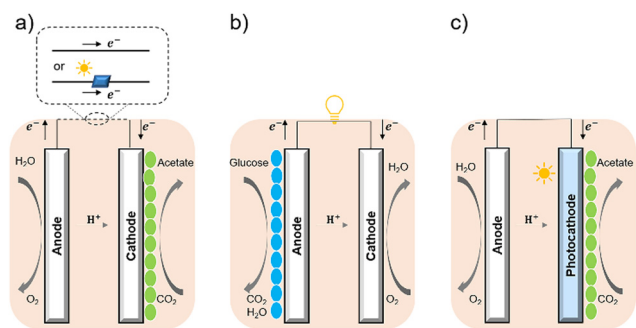 a)
e⁻
or
e⁻
e⁻
e⁻
H₂O
Acetate
Anode
H⁺
Cathode
O₂
CO₂
b)
e⁻
e⁻
Glucose
H₂O
Anode
H⁺
Cathode
CO₂
H₂O
O₂
c)
e⁻
e⁻
H₂O
Acetate
Anode
H⁺
Photocathode
O₂
CO₂